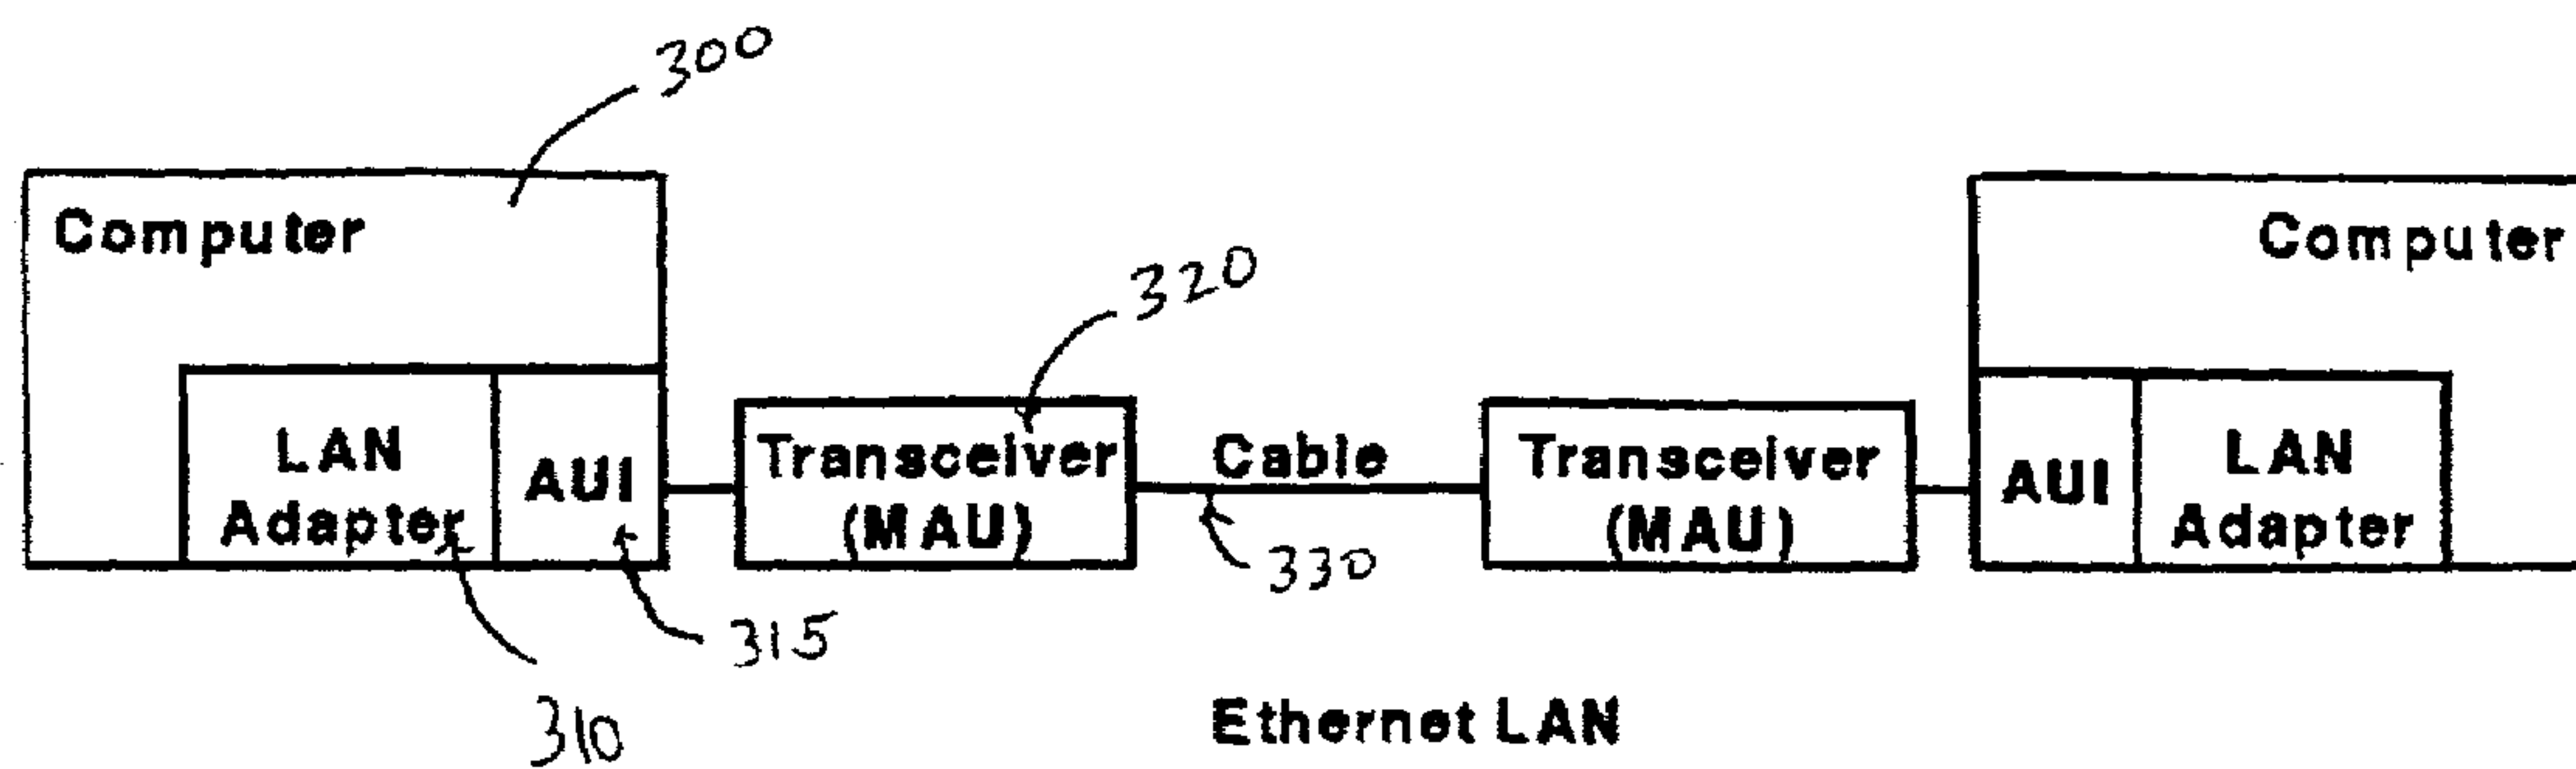 300
Computer
Computer
320
LAN
Adapter
AUI
Transceiver
(MAU)
Cable
Transceiver
(MAU)
AUI
LAN
Adapter
330
315
310
Ethernet LAN